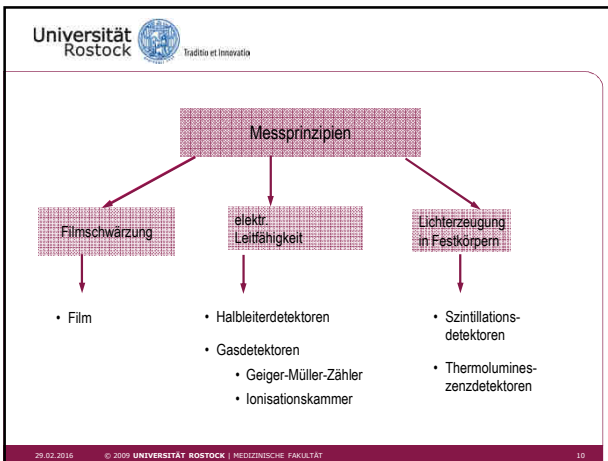 Universität
Rostock
Traditio et Innovatio
Messprinzipien
Filmschwärzung
elektr.
Leitfähigkeit
Lichterzeugung
in Festkörpern
• Film
• Halbleiterdetektoren
• Gasdetektoren
• Geiger-Müller-Zähler
• Ionisationskammer
• Szintillations-
detektoren
• Thermolumines-
zenzdetektoren
29.02.2016 © 2009 UNIVERSITÄT ROSTOCK | MEDIZINISCHE FAKULTÄT 10